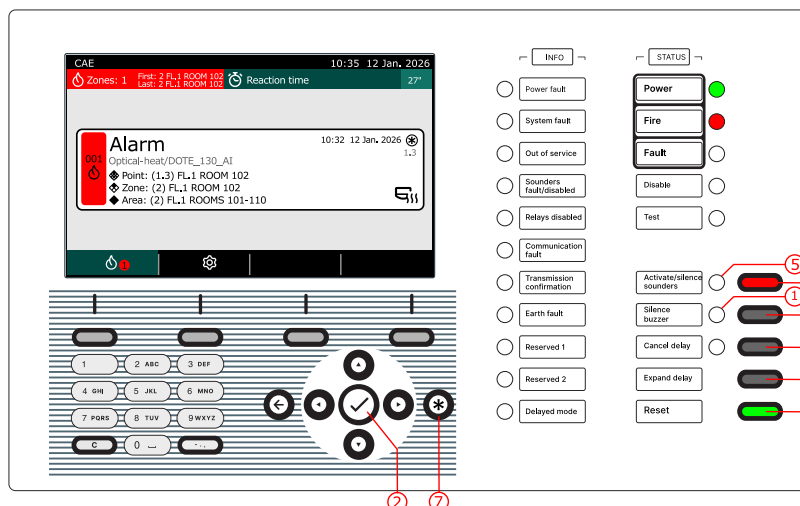 CAE 10:35 12 Jan. 2026
Zones: 1 First: 2 FL.1 ROOM 102 Reaction time 27"
Last: 2 FL.1 ROOM 102
Alarm 10:32 12 Jan. 2026
001 Optical-heat/DOTE_130_AI 1.3
Point: (1.3) FL.1 ROOM 102
Zone: (2) FL.1 ROOM 102
Area: (2) FL.1 ROOMS 101-110
1
1
2 ABC
3 DEF
4 GHI
5 JKL
6 MNO
7 PQRS
8 TUV
9 WXYZ
C
0
- . ,
2
7
INFO
Power fault
System fault
Out of service
Sounders
fault/disabled
Relays disabled
Communication
fault
Transmission
confirmation
Earth fault
Reserved 1
Reserved 2
Delayed mode
STATUS
Power
Fire
Fault
Disable
Test
Activate/silence
sounders
5
Silence
buzzer
1
Cancel delay
Expand delay
Reset